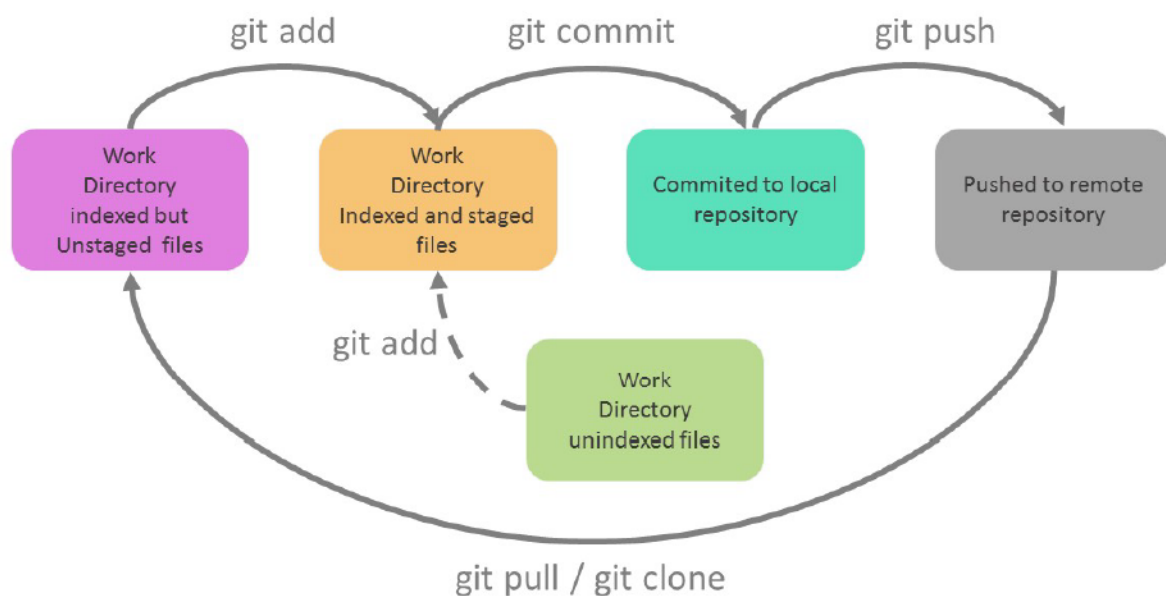 git add
git commit
git push
Work
Directory
indexed but
Unstaged files
Work
Directory
Indexed and staged
files
Commited to local
repository
Pushed to remote
repository
git add
Work
Directory
unindexed files
git pull / git clone